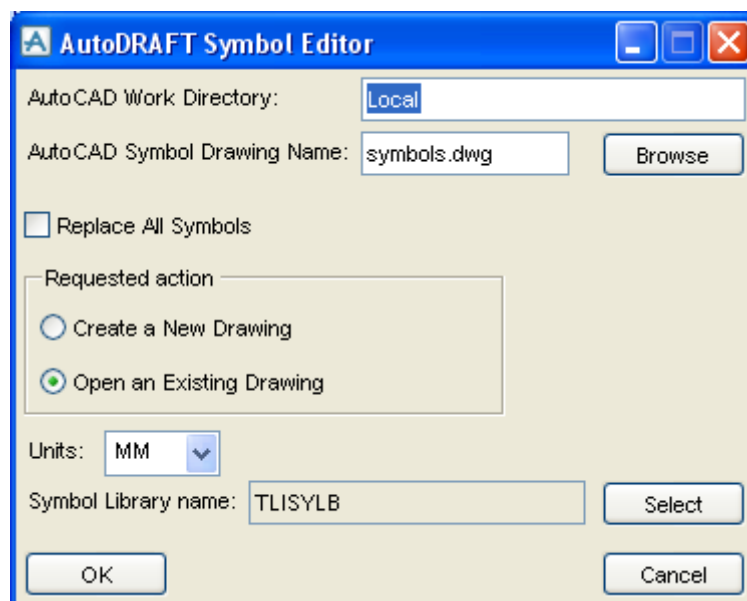 AutoDRAFT Symbol Editor
AutoCAD Work Directory: Local
AutoCAD Symbol Drawing Name: symbols.dwg Browse
Replace All Symbols
Requested action
Create a New Drawing
Open an Existing Drawing
Units: MM
Symbol Library name: TLISYLB Select
OK Cancel